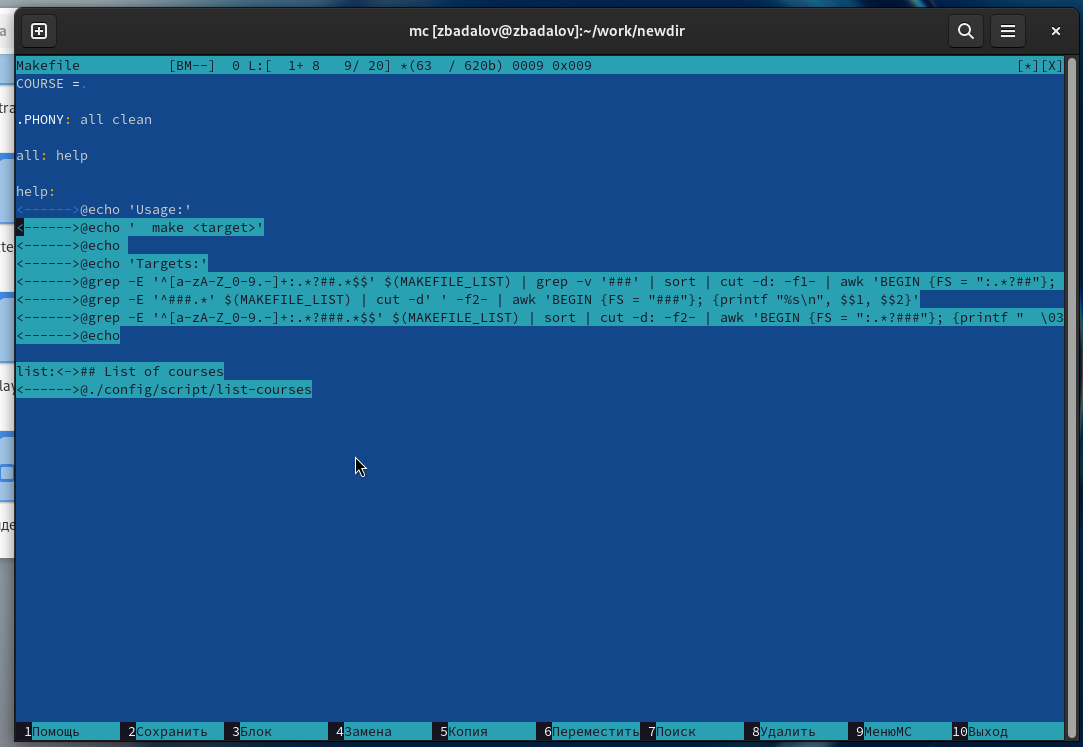 mc [zbadalov@zbadalov]:~/work/newdir
Makefile [BM--] 0 L:[ 1+ 8 9/ 20] *(63 / 620b) 0009 0x009 [*][X]
COURSE =.
.PHONY: all clean
all: help
help:
<------>@echo 'Usage:'
<------>@echo '  make <target>'
<------>@echo
<------>@echo 'Targets:'
<------>@grep -E '^[a-zA-Z_0-9.-]+:.*?##.*$$' $(MAKEFILE_LIST) | grep -v '###' | sort | cut -d: -f1- | awk 'BEGIN {FS = ":.*?##"};
<------>@grep -E '^###.*' $(MAKEFILE_LIST) | cut -d' ' -f2- | awk 'BEGIN {FS = "###"}; {printf "%s\n", $$1, $$2}'
<------>@grep -E '^[a-zA-Z_0-9.-]+:.*?###.*$$' $(MAKEFILE_LIST) | sort | cut -d: -f2- | awk 'BEGIN {FS = ":.*?###"}; {printf "  \03
<------>@echo
list:<->## List of courses
<------>@./config/script/list-courses
1Помощь 2Сохранить 3Блок 4Замена 5Копия 6Переместить 7Поиск 8Удалить 9МенюMC 10Выход